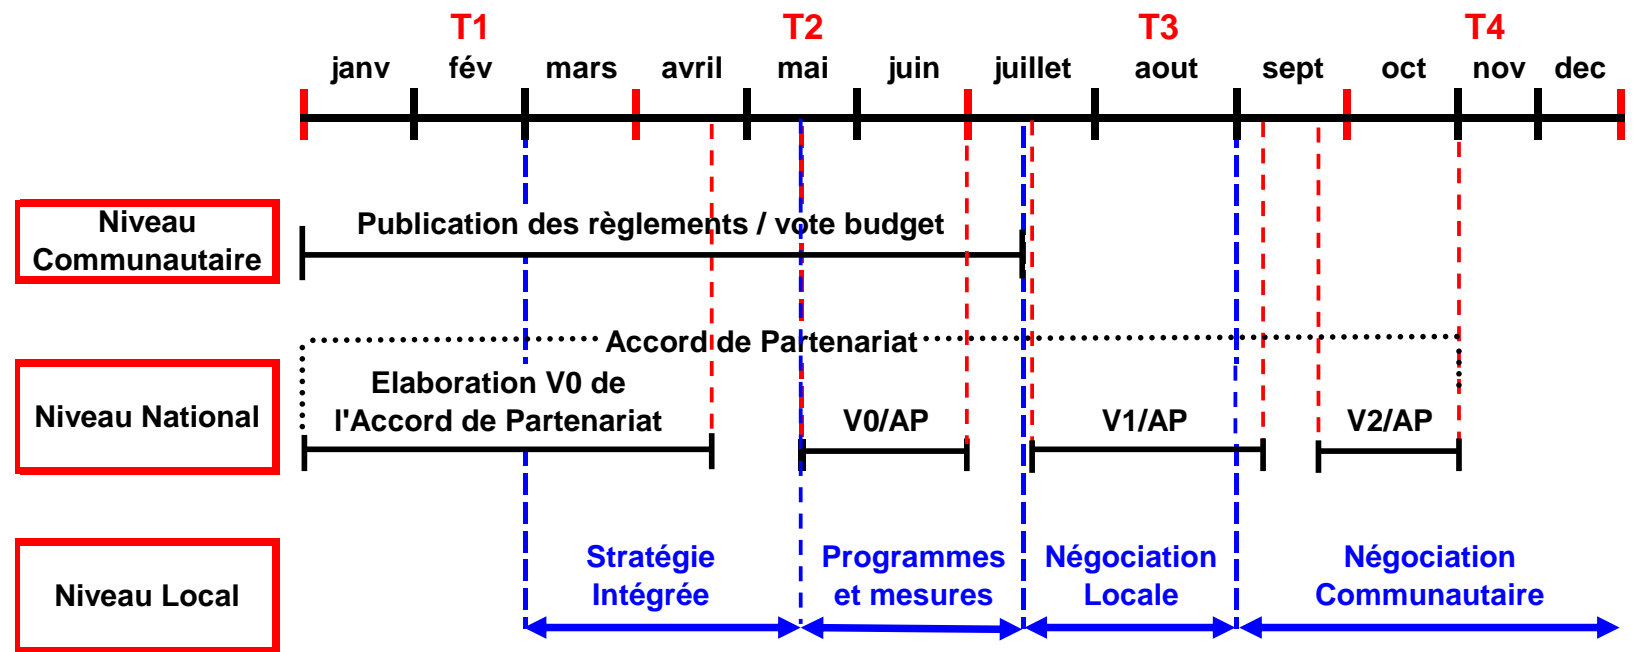 T1 T2 T3 T4
janv fév mars avril mai juin juillet aout sept oct nov dec
Niveau
Communautaire
Publication des règlements / vote budget
Accord de Partenariat
Niveau National
Elaboration V0 de
l'Accord de Partenariat
V0/AP V1/AP V2/AP
Niveau Local
Stratégie
Intégrée
Programmes
et mesures
Négociation
Locale
Négociation
Communautaire